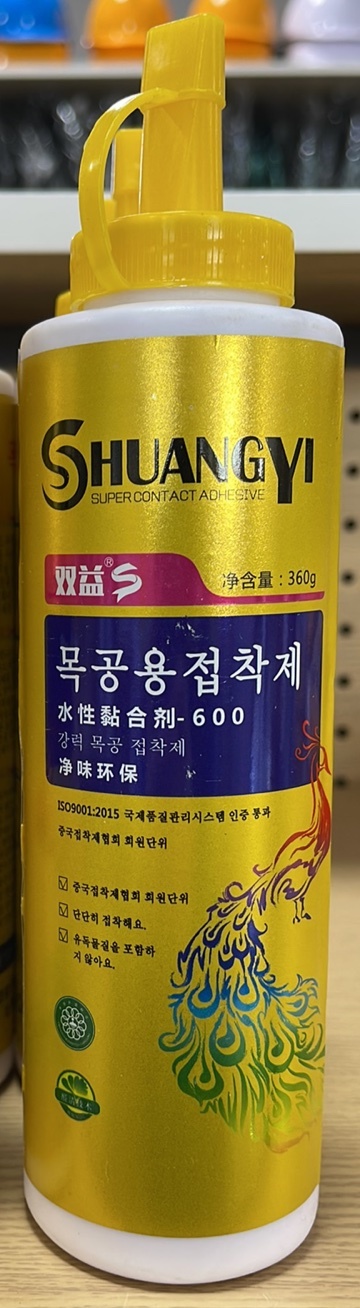 SHUANGYI
SUPER CONTACT ADHESIVE
双益® S
净含量：360g
목공용접착제
水性黏合剂-600
강력 목공 접착제
净味环保
ISO9001:2015 국제품질관리시스템 인증 통과
중국접착제협회 회원단위
☑ 중국접착제협회 회원단위
☑ 단단히 접착해요.
☑ 유독물질을 포함하
지 않아요.